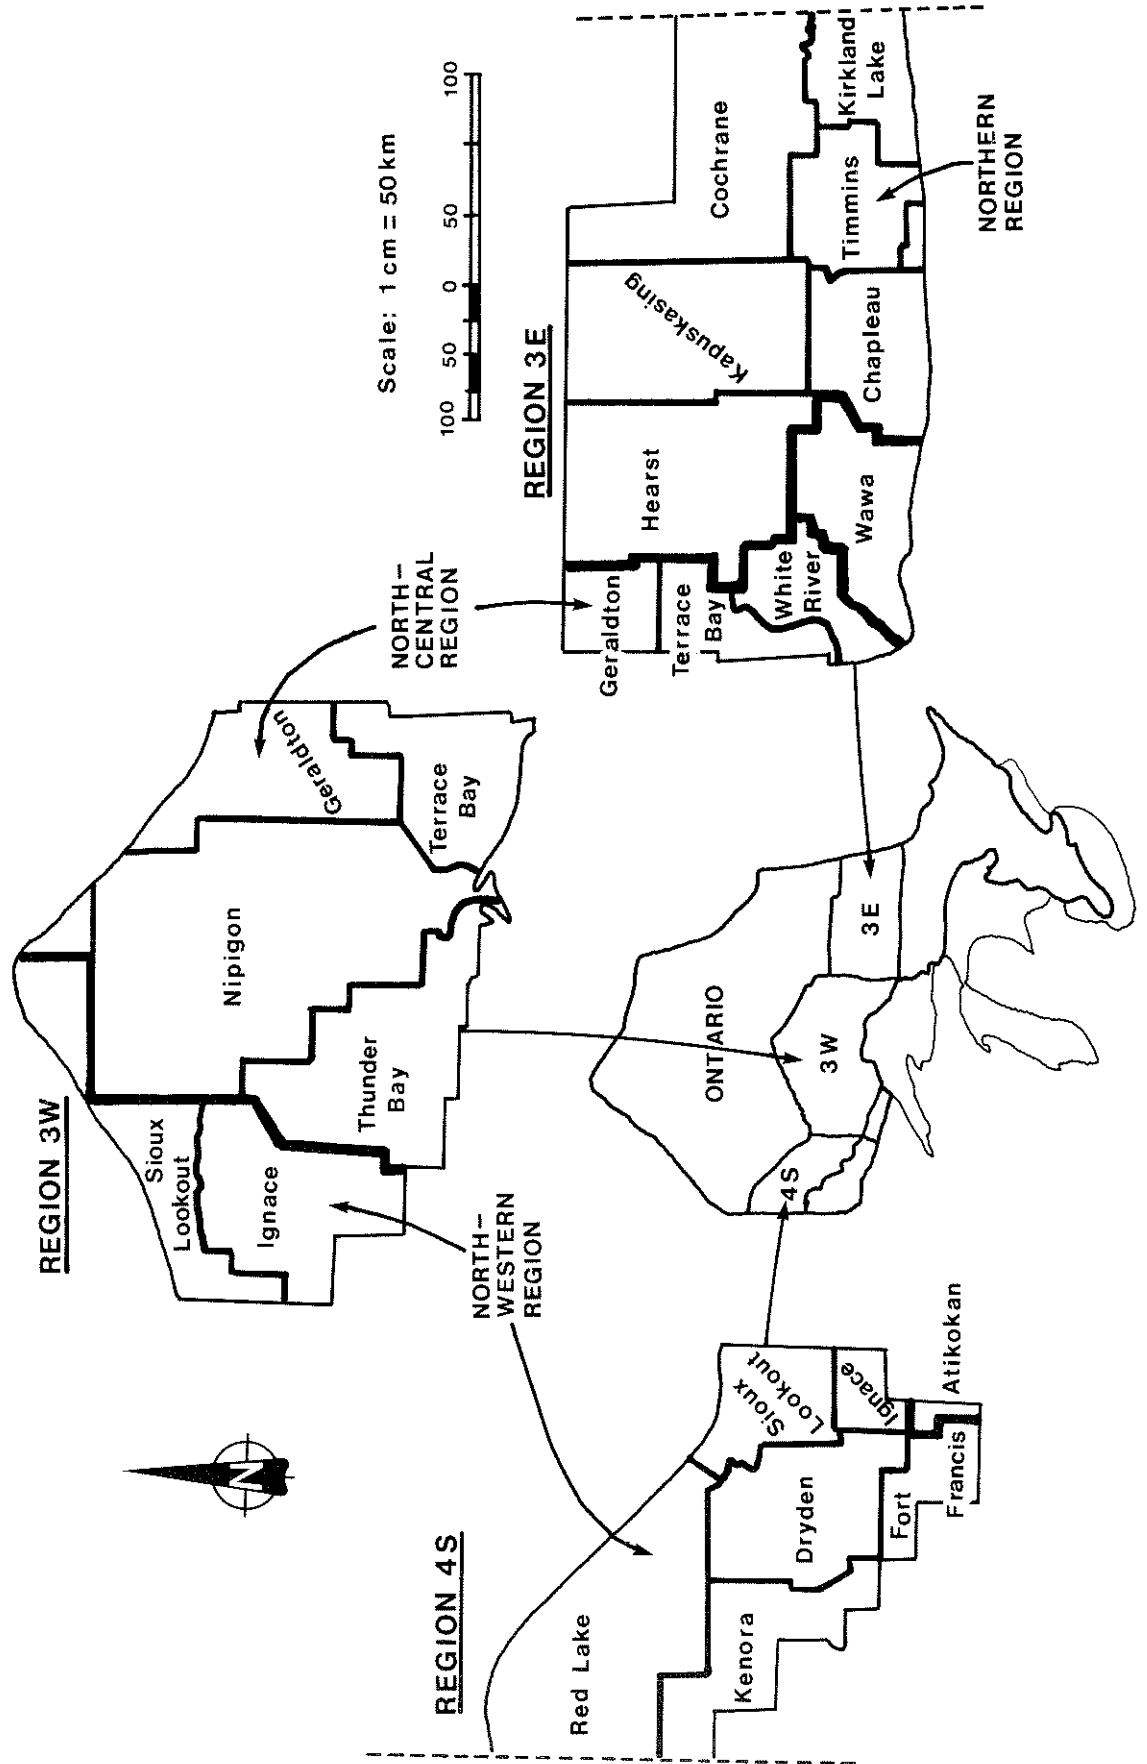 REGION 3W
Sioux
Lookout
Ignace
Nipigon
Thunder
Bay
Geraldton
Terrace
Bay
NORTH–
CENTRAL
REGION
Scale: 1 cm = 50 km
100 50 0 50 100
REGION 3E
Geraldton
Terrace
Bay
White
River
Hearst
Wawa
Kapuskasing
Chapleau
Cochrane
Timmins
Kirkland
Lake
NORTHERN
REGION
N
NORTH–
WESTERN
REGION
REGION 4S
Red Lake
Kenora
Dryden
Sioux
Lookout
Ignace
Fort
Francis
Atikokan
ONTARIO
4S
3W
3E